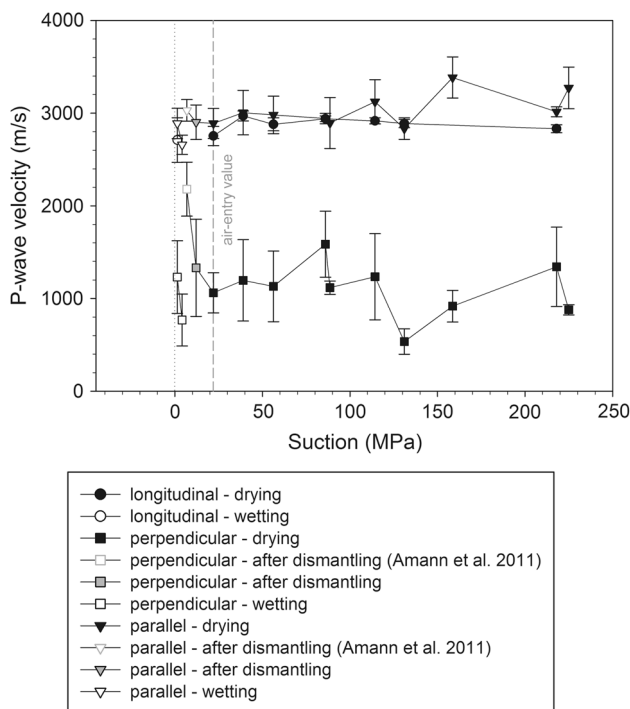 4000
3000
2000
1000
0
P-wave velocity (m/s)
air-entry value
0 50 100 150 200 250
Suction (MPa)
longitudinal - drying
longitudinal - wetting
perpendicular - drying
perpendicular - after dismantling (Amann et al. 2011)
perpendicular - after dismantling
perpendicular - wetting
parallel - drying
parallel - after dismantling (Amann et al. 2011)
parallel - after dismantling
parallel - wetting